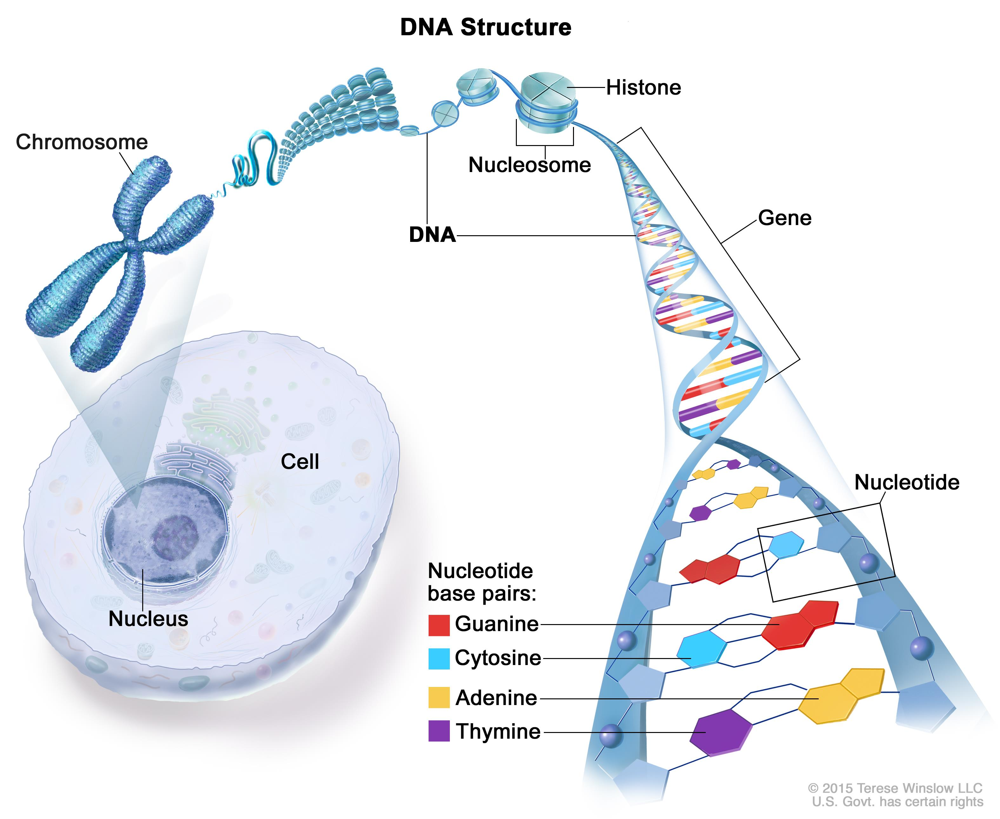 DNA Structure
Histone
Chromosome
Nucleosome
Gene
DNA
Cell
Nucleotide
Nucleotide
base pairs:
Nucleus
Guanine
Cytosine
Adenine
Thymine
© 2015 Terese Winslow LLC
U.S. Govt. has certain rights